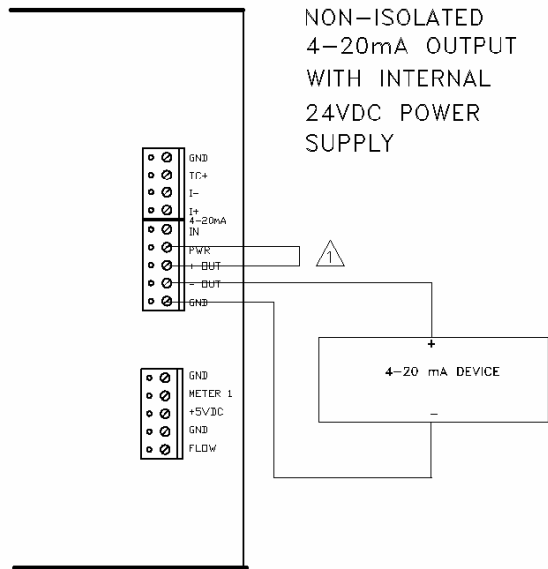 NON-ISOLATED
4-20mA OUTPUT
WITH INTERNAL
24VDC POWER
SUPPLY
GND
TC+
I-
I+
4-20mA
IN
PWR
+ OUT
- OUT
GND
1
+
4-20 mA DEVICE
-
GND
METER 1
+5VDC
GND
FLOW